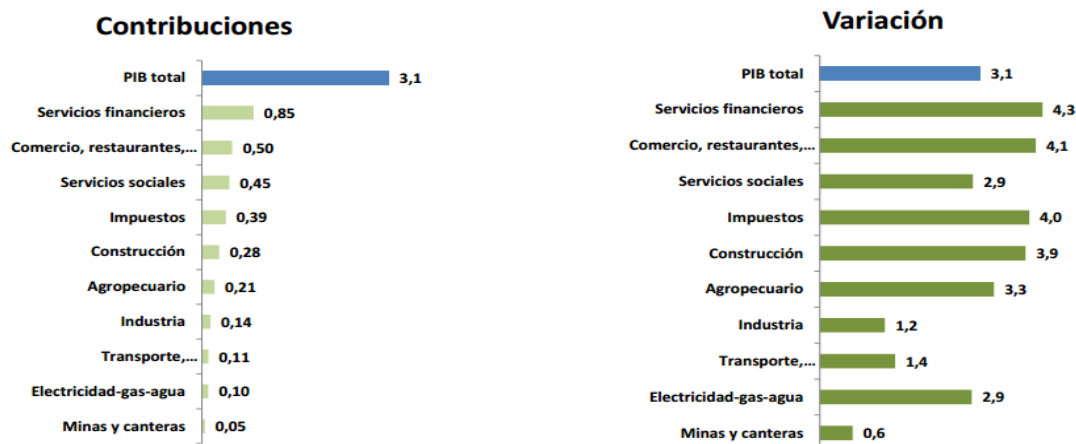 Contribuciones
PIB total 3,1
Servicios financieros 0,85
Comercio, restaurantes,... 0,50
Servicios sociales 0,45
Impuestos 0,39
Construcción 0,28
Agropecuario 0,21
Industria 0,14
Transporte,... 0,11
Electricidad-gas-agua 0,10
Minas y canteras 0,05
Variación
PIB total 3,1
Servicios financieros 4,3
Comercio, restaurantes,... 4,1
Servicios sociales 2,9
Impuestos 4,0
Construcción 3,9
Agropecuario 3,3
Industria 1,2
Transporte,... 1,4
Electricidad-gas-agua 2,9
Minas y canteras 0,6